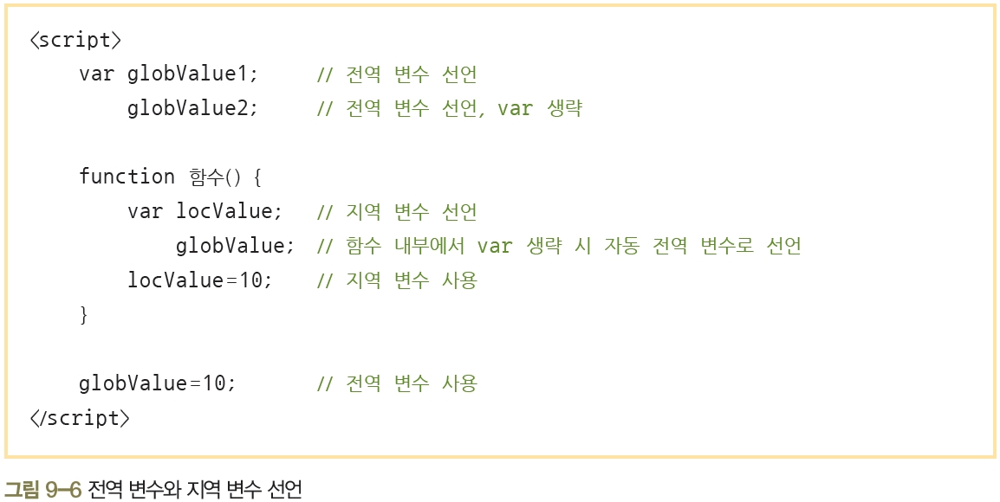 <script>
var globValue1; // 전역 변수 선언
globValue2; // 전역 변수 선언, var 생략
function 함수() {
var locValue; // 지역 변수 선언
globValue; // 함수 내부에서 var 생략 시 자동 전역 변수로 선언
locValue=10; // 지역 변수 사용
}
globValue=10; // 전역 변수 사용
</script>
그림 9-6 전역 변수와 지역 변수 선언